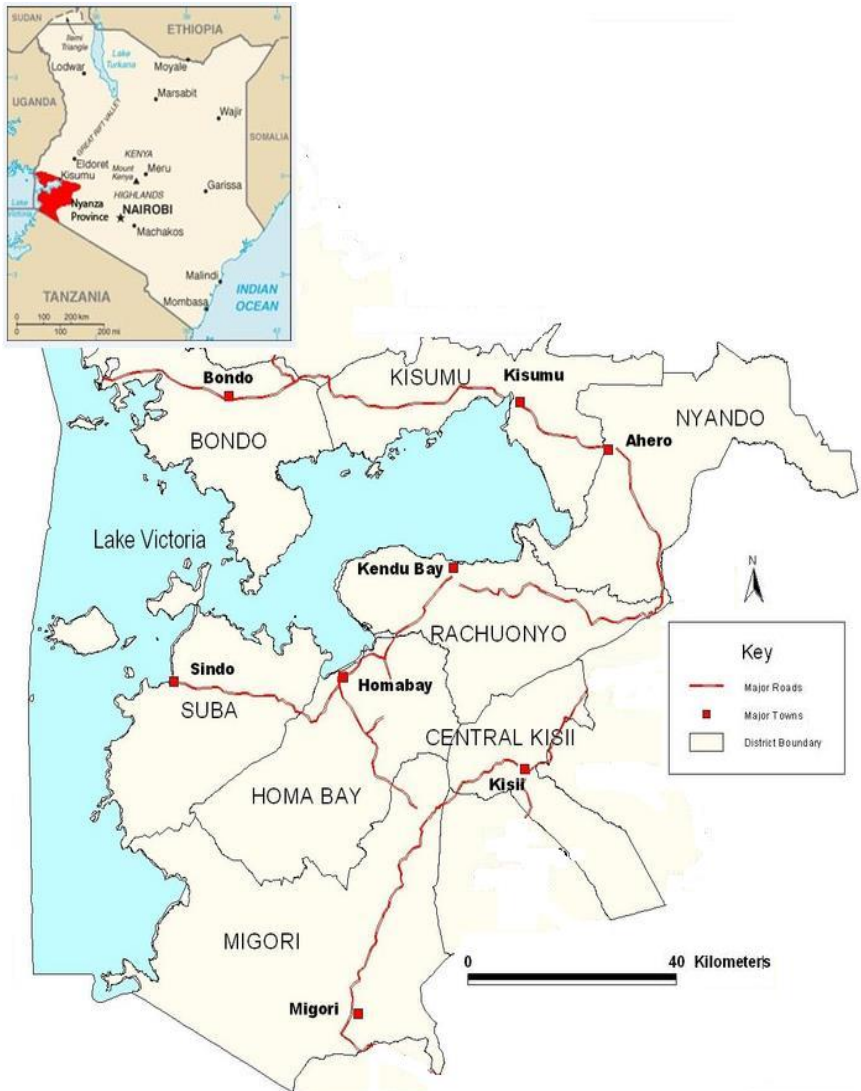 SUDAN
ETHIOPIA
Ilemi
Triangle
Lake
Turkana
Lodwar
Moyale
UGANDA
Marsabit
Wajir
GREAT RIFT VALLEY
SOMALIA
Eldoret
KENYA
Mount
Kenya
Meru
Kisumu
Garissa
HIGHLANDS
Lake
Victoria
Nyanza
Province
NAIROBI
Machakos
Malindi
INDIAN
OCEAN
TANZANIA
Mombasa
0 100 200 km
0 100 200 mi
Bondo
KISUMU
Kisumu
NYANDO
BONDO
Ahero
Lake Victoria
Kendu Bay
N
RACHUONYO
Key
Sindo
Homabay
Major Roads
SUBA
Major Towns
CENTRAL KISII
District Boundary
Kisii
HOMA BAY
MIGORI
0 40 Kilometers
Migori